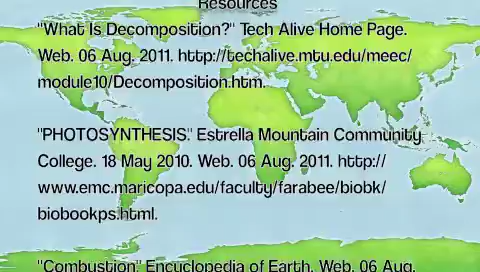 Resources
"What Is Decomposition?" Tech Alive Home Page.
Web. 06 Aug. 2011. http://techalive.mtu.edu/meec/
module10/Decomposition.htm.
"PHOTOSYNTHESIS." Estrella Mountain Community
College. 18 May 2010. Web. 06 Aug. 2011. http://
www.emc.maricopa.edu/faculty/farabee/biobk/
biobookps.html.
"Combustion" Encyclopedia of Earth. Web. 06 Aug.